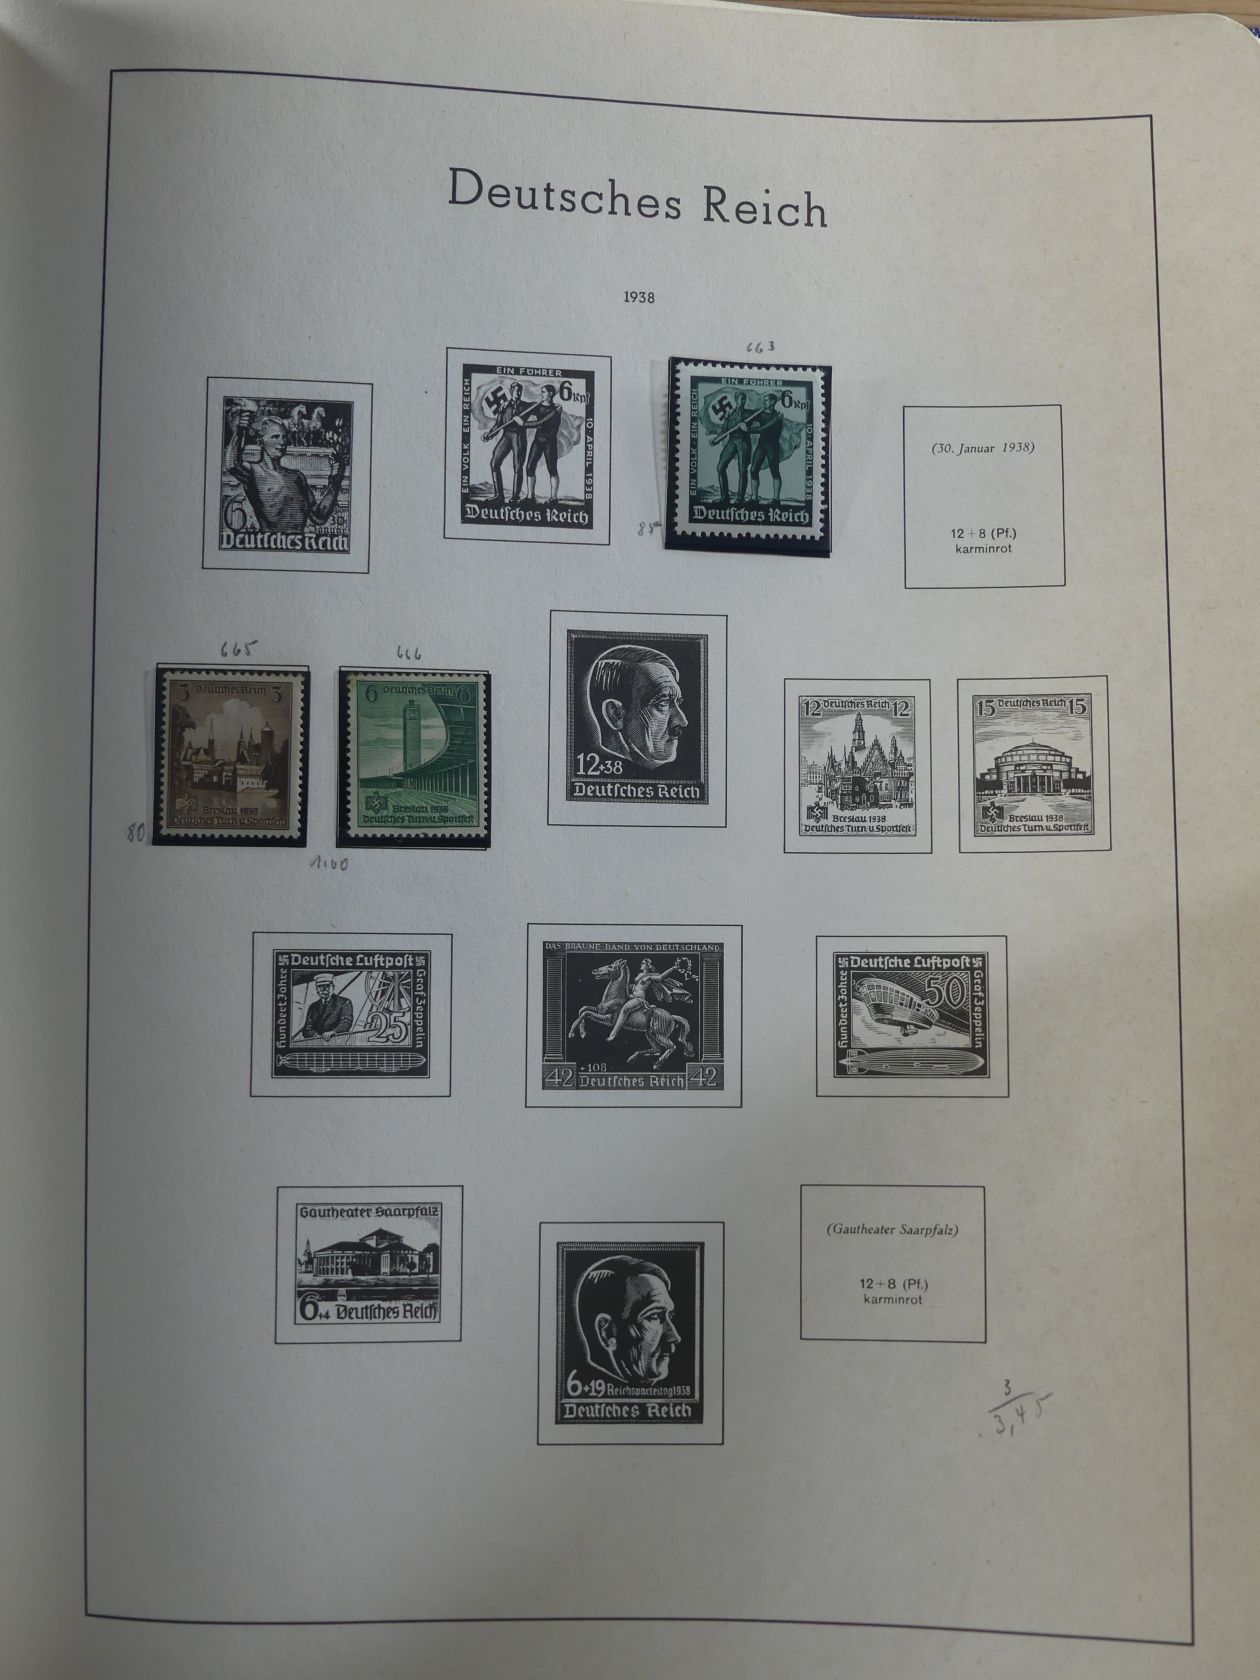 Deutsches Reich
1938
6
30.
Januar
Deutsches Reich
EIN FÜHRER
EIN VOLK · EIN REICH
6 Rpf
10 · APRIL 1938
Deutsches Reich
663
EIN FÜHRER
EIN VOLK · EIN REICH
6 Rpf
10 · APRIL 1938
Deutsches Reich
85
(30. Januar 1938)
12 + 8 (Pf.)
karminrot
665
3 Deutsches Reich 3
Breslau 1938
Deutsches Turn- u. Sportfest
80
666
6 Deutsches Reich 6
Breslau 1938
Deutsches Turn- u. Sportfest
1,60
12+38
Deutsches Reich
12 Deutsches Reich 12
Breslau 1938
Deutsches Turn- u. Sportfest
15 Deutsches Reich 15
Breslau 1938
Deutsches Turn- u. Sportfest
Deutsche Luftpost
Hundert Jahre
Graf Zeppelin
25
DAS BRAUNE BAND VON DEUTSCHLAND
+108
42 Deutsches Reich 42
Deutsche Luftpost
Hundert Jahre
Graf Zeppelin
50
Gautheater Saarpfalz
6+4 Deutsches Reich
6+19 Reichsparteitag 1938
Deutsches Reich
(Gautheater Saarpfalz)
12 + 8 (Pf.)
karminrot
3
3,45